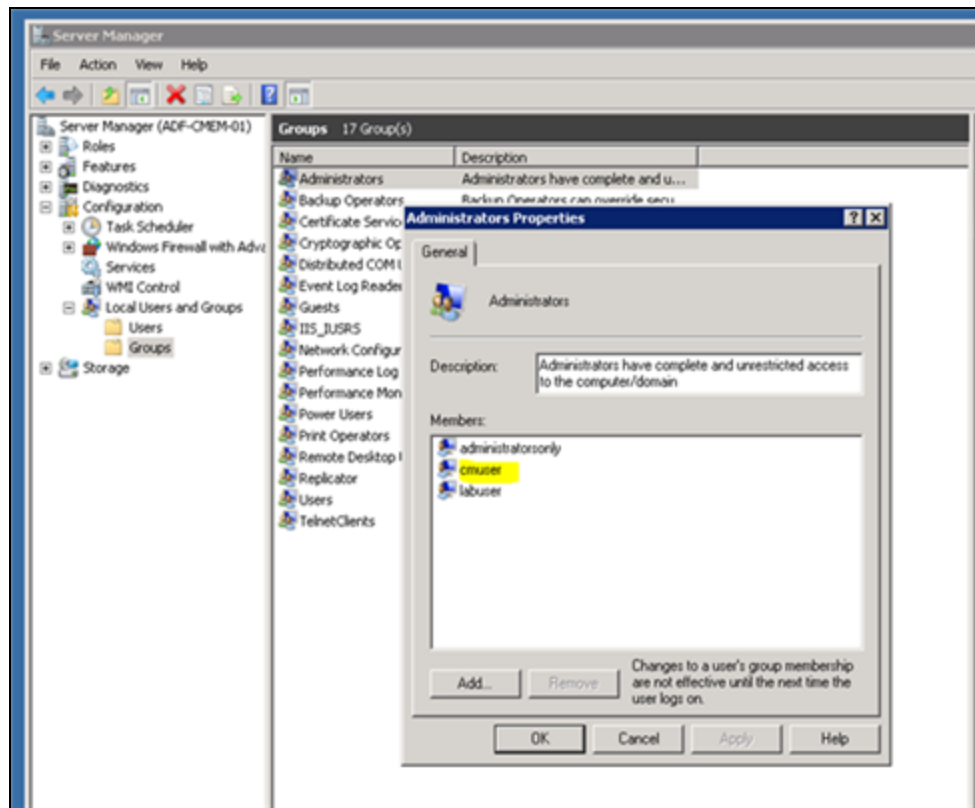 Server Manager
File Action View Help
Server Manager (ADF-CMEM-01)
Roles
Features
Diagnostics
Configuration
Task Scheduler
Windows Firewall with Adva
Services
WMI Control
Local Users and Groups
Users
Groups
Storage
Groups 17 Group(s)
Name Description
Administrators Administrators have complete and u...
Backup Operators Backup Operators can override secu
Certificate Servic
Cryptographic Op
Distributed COM U
Event Log Reader
Guests
IIS_IUSRS
Network Configur
Performance Log
Performance Mon
Power Users
Print Operators
Remote Desktop
Replicator
Users
TelnetClients
Administrators Properties
General
Administrators
Description: Administrators have complete and unrestricted access
to the computer/domain
Members:
administratorsonly
cmuser
labuser
Add... Remove
Changes to a user's group membership
are not effective until the next time the
user logs on.
OK Cancel Apply Help